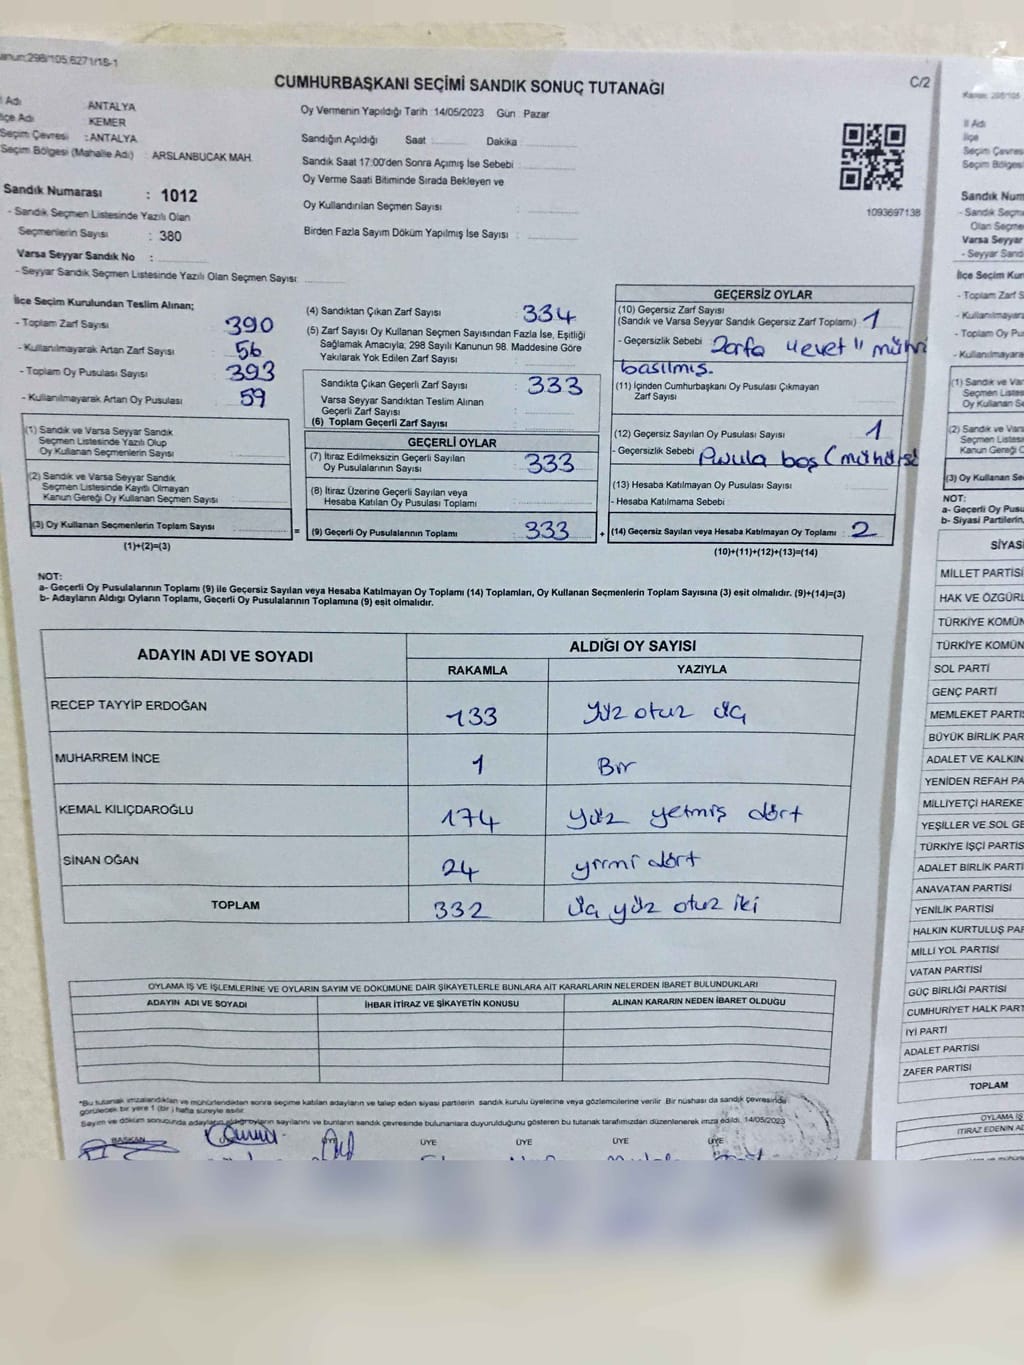 anun:298/105,6271/1S-1
CUMHURBAŞKANI SEÇİMİ SANDIK SONUÇ TUTANAĞI
C/2
l Adı ANTALYA
lçe Adı KEMER
Seçim Çevresi :ANTALYA
Seçim Bölgesi (Mahalle Adı) : ARSLANBUCAK MAH.
Sandık Numarası : 1012
- Sandık Seçmen Listesinde Yazılı Olan
Seçmenlerin Sayısı : 380
Varsa Seyyar Sandık No :
- Seyyar Sandık Seçmen Listesinde Yazılı Olan Seçmen Sayısı:
Oy Vermenin Yapıldığı Tarih :14/05/2023 Gün : Pazar
Sandığın Açıldığı Saat Dakika
Sandık Saat 17:00'den Sonra Açımış İse Sebebi :
Oy Verme Saati Bitiminde Sırada Bekleyen ve
Oy Kullandırılan Seçmen Sayısı :
Birden Fazla Sayım Döküm Yapılmış İse Sayısı :
1093697138
İlçe Seçim Kurulundan Teslim Alınan;
- Toplam Zarf Sayısı 390
- Kullanılmayarak Artan Zarf Sayısı 56
- Toplam Oy Pusulası Sayısı 393
- Kullanılmayarak Artan Oy Pusulası 59
(1) Sandık ve Varsa Seyyar Sandık
Seçmen Listesinde Yazılı Olup
Oy Kullanan Seçmenlerin Sayısı :
(2) Sandık ve Varsa Seyyar Sandık
Seçmen Listesinde Kayıtlı Olmayan
Kanun Gereği Oy Kullanan Seçmen Sayısı :
(3) Oy Kullanan Seçmenlerin Toplam Sayısı :
(1)+(2)=(3)
(4) Sandıktan Çıkan Zarf Sayısı : 334
(5) Zarf Sayısı Oy Kullanan Seçmen Sayısından Fazla İse, Eşitliği
Sağlamak Amacıyla, 298 Sayılı Kanunun 98. Maddesine Göre
Yakılarak Yok Edilen Zarf Sayısı :
Sandıkta Çıkan Geçerli Zarf Sayısı : 333
Varsa Seyyar Sandıktan Teslim Alınan
Geçerli Zarf Sayısı :
(6) Toplam Geçerli Zarf Sayısı :
GEÇERLİ OYLAR
(7) İtiraz Edilmeksizin Geçerli Sayılan
Oy Pusulalarının Sayısı : 333
(8) İtiraz Üzerine Geçerli Sayılan veya
Hesaba Katılan Oy Pusulası Toplamı :
= (9) Geçerli Oy Pusulalarının Toplamı : 333 +
GEÇERSİZ OYLAR
(10) Geçersiz Zarf Sayısı
(Sandık ve Varsa Seyyar Sandık Geçersiz Zarf Toplamı) : 1
- Geçersizlik Sebebi Zarfa "evet" mührü
basılmış.
(11) İçinden Cumhurbaşkanı Oy Pusulası Çıkmayan
Zarf Sayısı :
(12) Geçersiz Sayılan Oy Pusulası Sayısı : 1
- Geçersizlik Sebebi Pusula boş (mühürsüz
(13) Hesaba Katılmayan Oy Pusulası Sayısı :
- Hesaba Katılmama Sebebi :
(14) Geçersiz Sayılan veya Hesaba Katılmayan Oy Toplamı : 2
(10)+(11)+(12)+(13)=(14)
NOT:
a- Geçerli Oy Pusulalarının Toplamı (9) ile Geçersiz Sayılan veya Hesaba Katılmayan Oy Toplamı (14) Toplamları, Oy Kullanan Seçmenlerin Toplam Sayısına (3) eşit olmalıdır. (9)+(14)=(3)
b- Adayların Aldığı Oyların Toplamı, Geçerli Oy Pusulalarının Toplamına (9) eşit olmalıdır.
ADAYIN ADI VE SOYADI ALDIĞI OY SAYISI
RAKAMLA YAZIYLA
RECEP TAYYİP ERDOĞAN 133 Yüz otuz üç
MUHARREM İNCE 1 Bir
KEMAL KILIÇDAROĞLU 174 yüz yetmiş dört
SİNAN OĞAN 24 yirmi dört
TOPLAM 332 üç yüz otuz iki
OYLAMA İŞ VE İŞLEMLERİNE VE OYLARIN SAYIM VE DÖKÜMÜNE DAİR ŞİKAYETLERLE BUNLARA AİT KARARLARIN NELERDEN İBARET BULUNDUKLARI
ADAYIN ADI VE SOYADI İHBAR İTİRAZ VE ŞİKAYETİN KONUSU ALINAN KARARIN NEDEN İBARET OLDUĞU
*Bu tutanak imzalandıktan ve mühürlendikten sonra seçime katılan adayların ve talep eden siyasi partilerin sandık kurulu üyelerine veya gözlemcilerine verilir. Bir nüshası da sandık çevresinde
görülecek bir yere 1 (bir) hafta süreyle asılır.
Sayım ve döküm sonucunda adayların aldığı oyların sayılarını ve bunların sandık çevresinde bulunanlara duyurulduğunu gösteren bu tutanak tarafımızdan düzenlenerek imza edildi. 14/05/2023
BAŞKAN ÜYE ÜYE ÜYE ÜYE
İl Adı
İlçe
Seçim Çevres
Seçim Bölges
Sandık Num
- Sandık Seçm
Olan Seçme
Varsa Seyyar
- Seyyar Sand
İlçe Seçim Kur
- Toplam Zarf S
- Kullanılmayara
- Toplam Oy Pus
- Kullanılmayara
(1) Sandık ve Var
Seçmen Listes
Oy Kullanan Se
(2) Sandık ve Vars
Seçmen Listesi
Kanun Gereği O
(3) Oy Kullanan Se
NOT:
a- Geçerli Oy Pusu
b- Siyasi Partilerin,
SİYASİ
MİLLET PARTİSİ
HAK VE ÖZGÜRL
TÜRKİYE KOMÜN
TÜRKİYE KOMÜN
SOL PARTİ
GENÇ PARTİ
MEMLEKET PARTİS
BÜYÜK BİRLİK PAR
ADALET VE KALKIN
YENİDEN REFAH PA
MİLLİYETÇİ HAREKE
YEŞİLLER VE SOL GE
TÜRKİYE İŞÇİ PARTİS
ADALET BİRLİK PARTİ
ANAVATAN PARTİSİ
YENİLİK PARTİSİ
HALKIN KURTULUŞ PAR
MİLLİ YOL PARTİSİ
VATAN PARTİSİ
GÜÇ BİRLİĞİ PARTİSİ
CUMHURİYET HALK PART
İYİ PARTİ
ADALET PARTİSİ
ZAFER PARTİSİ
TOPLAM
OYLAMA İŞ
İTİRAZ EDENİN AD